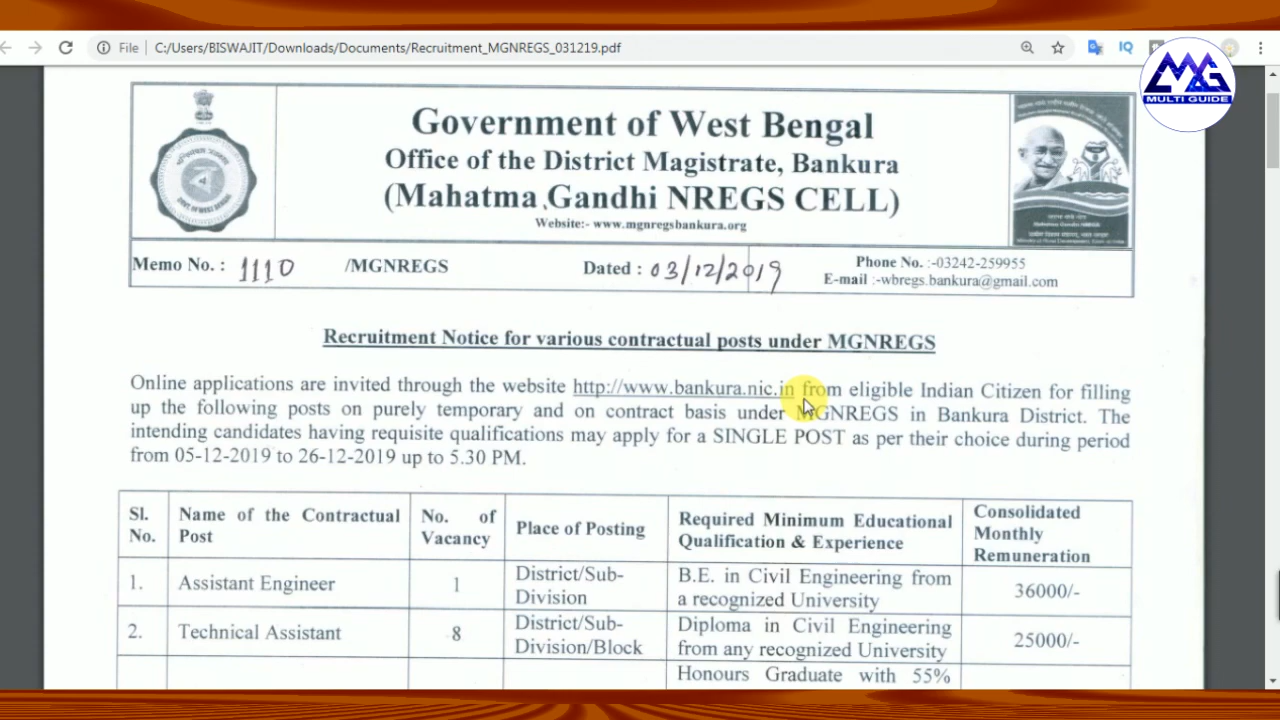 File C:/Users/BISWAJIT/Downloads/Documents/Recruitment_MGNREGS_031219.pdf
IQ
MG
MULTI GUIDE
Government of West Bengal
Office of the District Magistrate, Bankura
(Mahatma Gandhi NREGS CELL)
Website:- www.mgnregsbankura.org
Memo No. : 1110 /MGNREGS Dated : 03/12/2019
Phone No. :-03242-259955
E-mail :-wbregs.bankura@gmail.com
Recruitment Notice for various contractual posts under MGNREGS
Online applications are invited through the website http://www.bankura.nic.in from eligible Indian Citizen for filling
up the following posts on purely temporary and on contract basis under MGNREGS in Bankura District. The
intending candidates having requisite qualifications may apply for a SINGLE POST as per their choice during period
from 05-12-2019 to 26-12-2019 up to 5.30 PM.
Sl. No. Name of the Contractual Post No. of Vacancy Place of Posting Required Minimum Educational Qualification & Experience Consolidated Monthly Remuneration
1. Assistant Engineer 1 District/Sub-Division B.E. in Civil Engineering from a recognized University 36000/-
2. Technical Assistant 8 District/Sub-Division/Block Diploma in Civil Engineering from any recognized University 25000/-
Honours Graduate with 55%